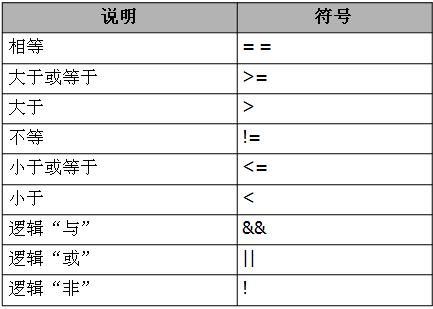 说明 符号
相等 = =
大于或等于 >=
大于 >
不等 !=
小于或等于 <=
小于 <
逻辑“与” &&
逻辑“或” ||
逻辑“非” !